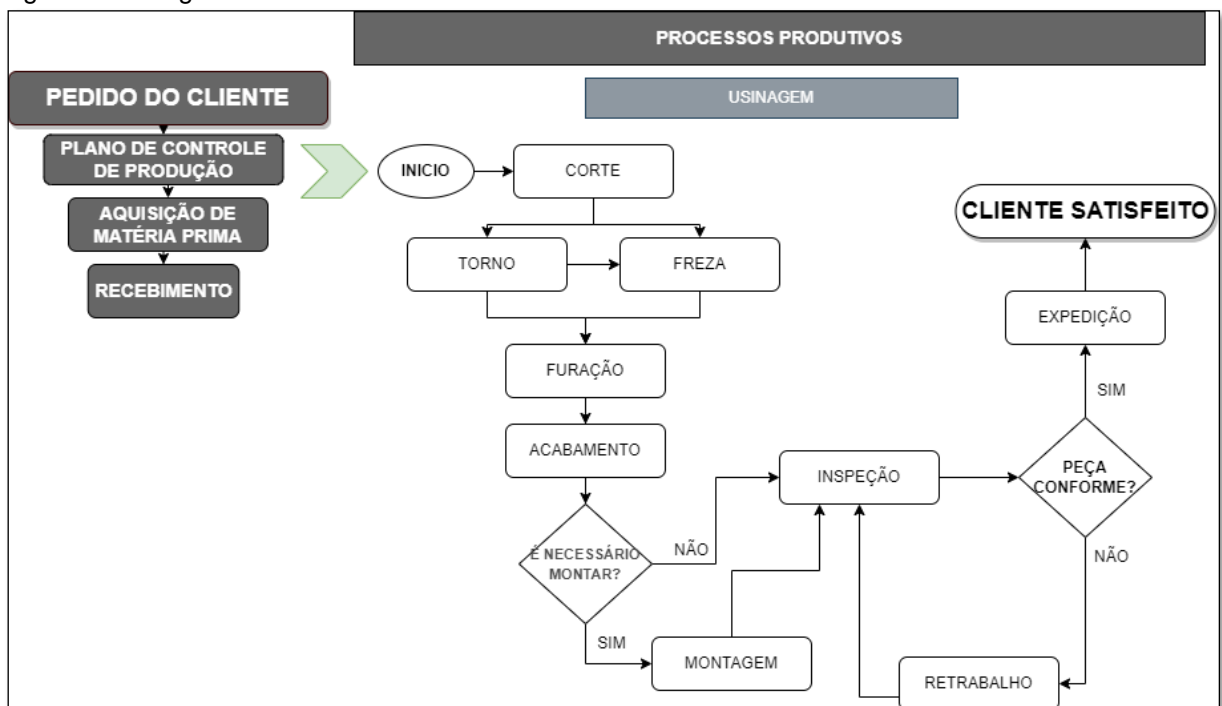 PROCESSOS PRODUTIVOS
USINAGEM
PEDIDO DO CLIENTE
PLANO DE CONTROLE
DE PRODUÇÃO
AQUISIÇÃO DE
MATÉRIA PRIMA
RECEBIMENTO
INICIO
CORTE
TORNO
FREZA
FURAÇÃO
ACABAMENTO
É NECESSÁRIO
MONTAR?
NÃO
SIM
MONTAGEM
INSPEÇÃO
PEÇA
CONFORME?
SIM
NÃO
RETRABALHO
EXPEDIÇÃO
CLIENTE SATISFEITO